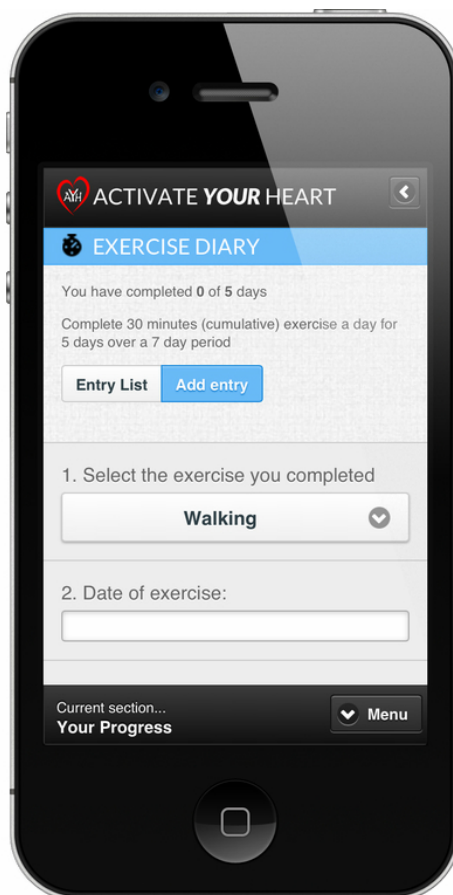 AYH ACTIVATE YOUR HEART
EXERCISE DIARY
You have completed 0 of 5 days
Complete 30 minutes (cumulative) exercise a day for
5 days over a 7 day period
Entry List Add entry
1. Select the exercise you completed
Walking
2. Date of exercise:
Current section...
Your Progress
Menu